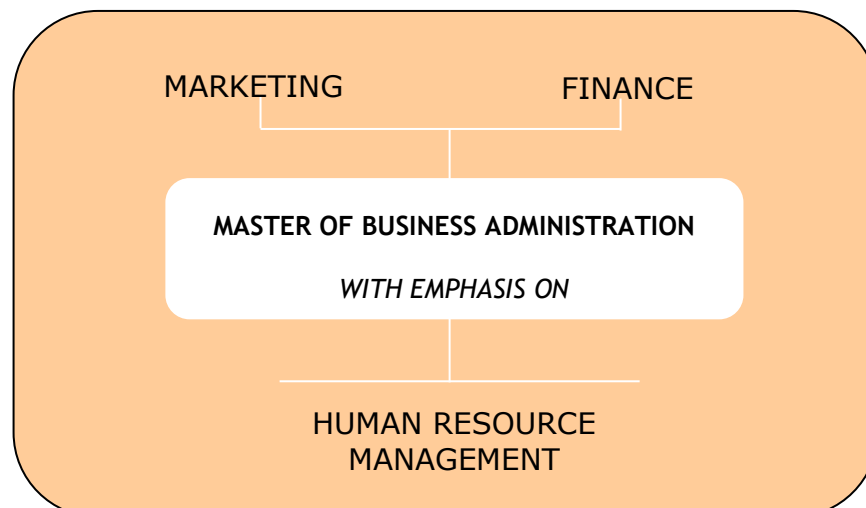 MARKETING FINANCE
MASTER OF BUSINESS ADMINISTRATION
WITH EMPHASIS ON
HUMAN RESOURCE
MANAGEMENT